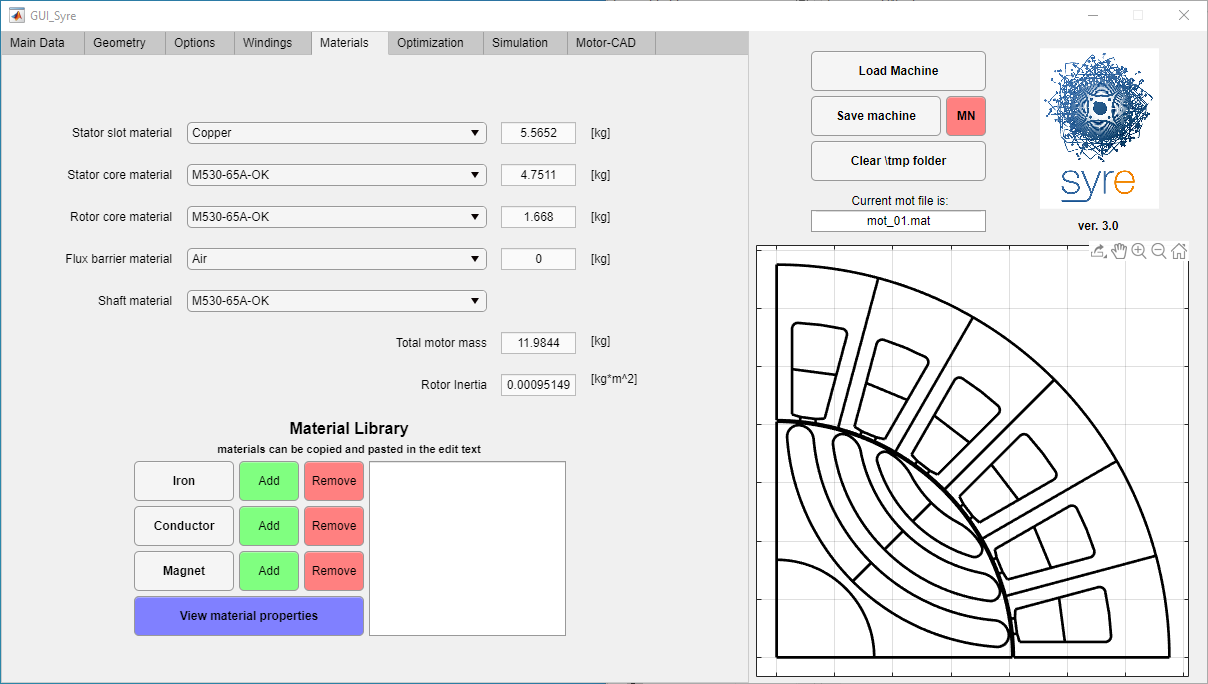 GUI_Syre
Main Data Geometry Options Windings Materials Optimization Simulation Motor-CAD
Stator slot material Copper 5.5652 [kg]
Stator core material M530-65A-OK 4.7511 [kg]
Rotor core material M530-65A-OK 1.668 [kg]
Flux barrier material Air 0 [kg]
Shaft material M530-65A-OK
Total motor mass 11.9844 [kg]
Rotor Inertia 0.00095149 [kg*m^2]
Material Library
materials can be copied and pasted in the edit text
Iron Add Remove
Conductor Add Remove
Magnet Add Remove
View material properties
Load Machine
Save machine MN
Clear \tmp folder
Current mot file is:
mot_01.mat
syre
ver. 3.0